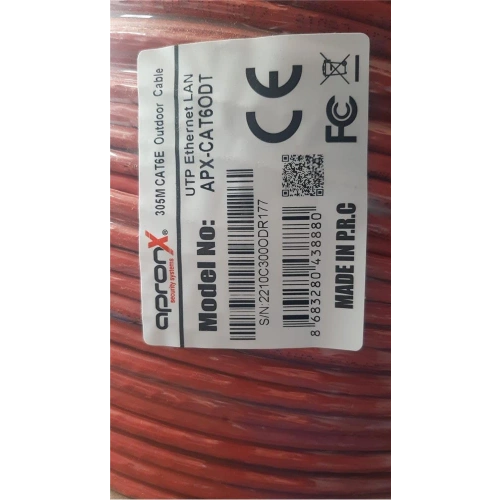 apronX®
security systems
305M CAT6E Outdoor Cable
UTP Ethernet LAN
Model No: APX-CAT6ODT
S/N:2210C300ODR177
8 683280 438880
MADE IN P.R.C
CE
FC